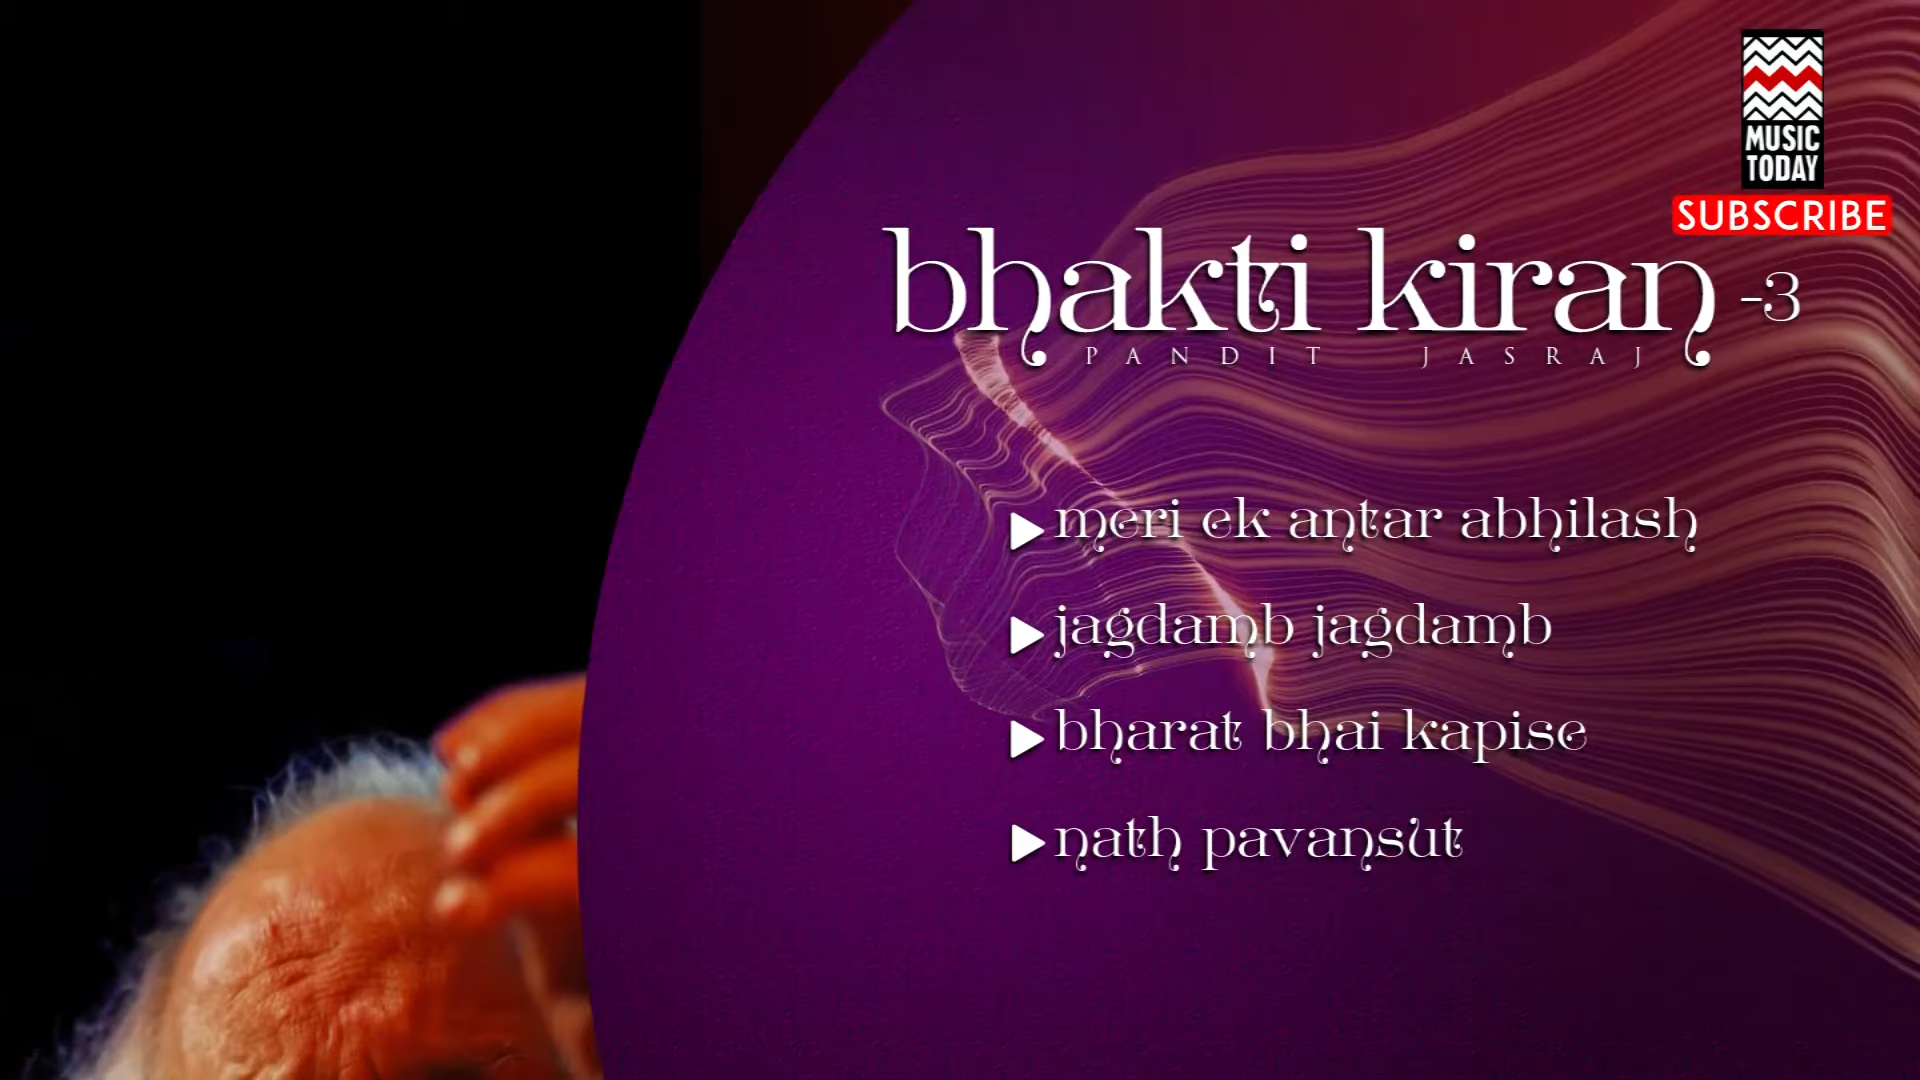 MUSIC
TODAY
SUBSCRIBE
bhakti kiran -3
PANDIT JASRAJ
meri ek antar abhilash
jagdamb jagdamb
bharat bhai kapise
nath pavansut